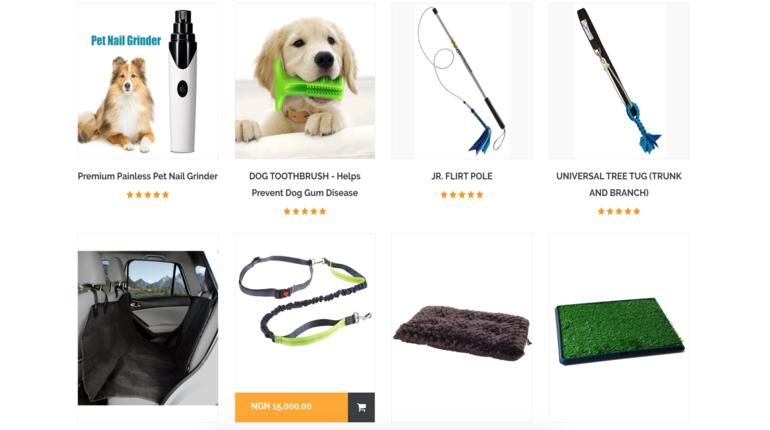 Pet Nail Grinder
Premium Painless Pet Nail Grinder
DOG TOOTHBRUSH - Helps
Prevent Dog Gum Disease
JR. FLIRT POLE
UNIVERSAL TREE TUG (TRUNK
AND BRANCH)
NGN 15,000.00